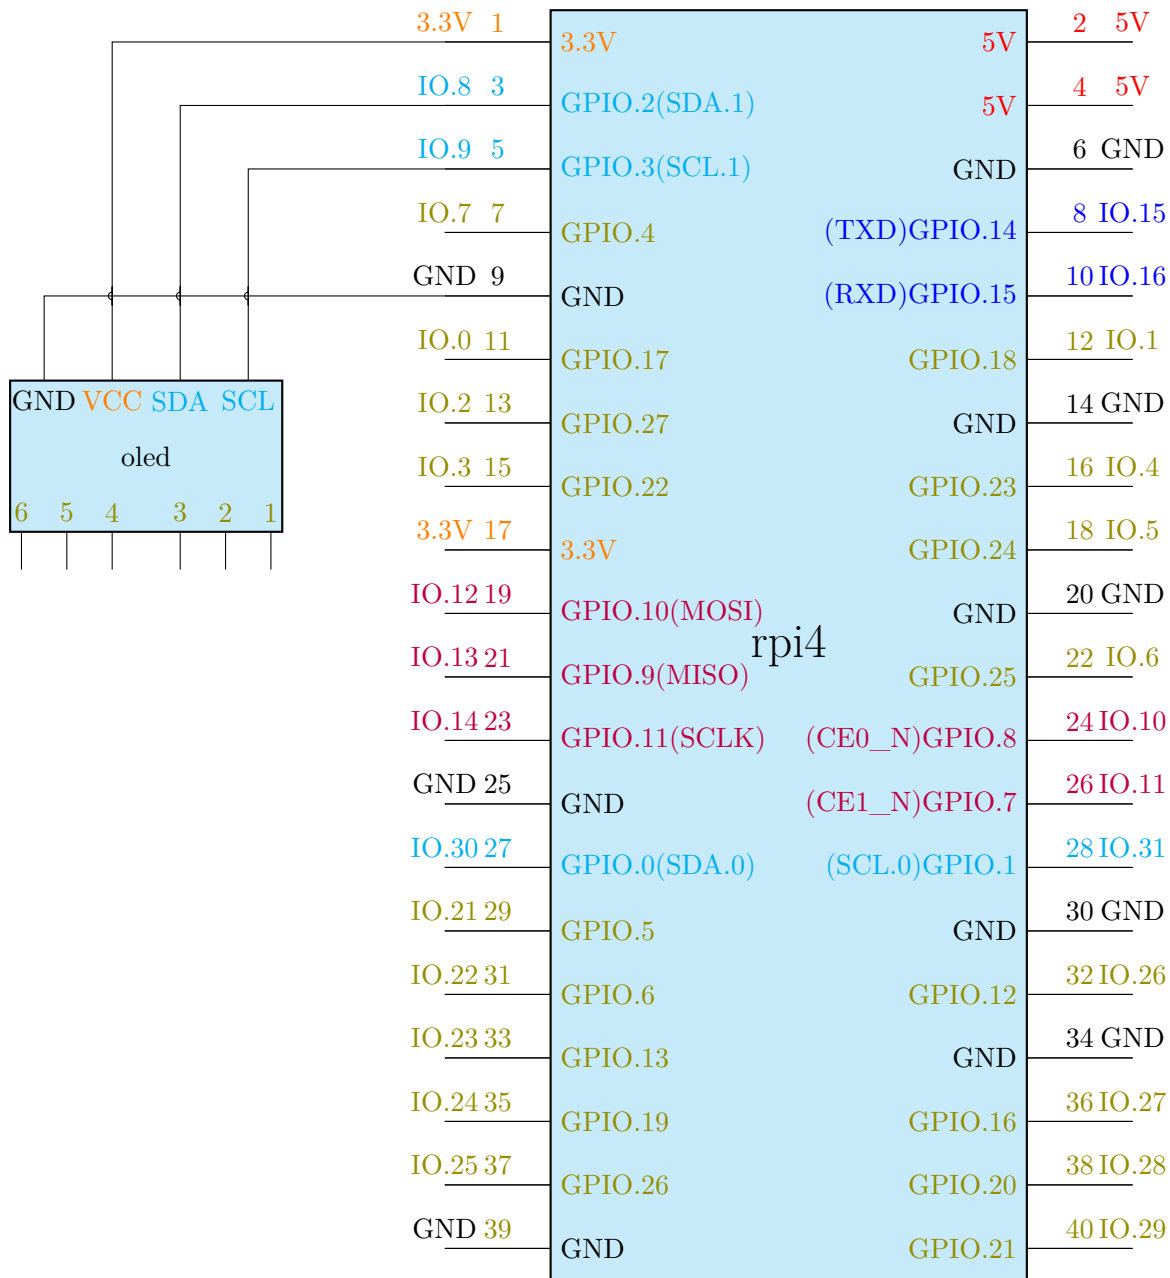 3.3V 1 2 5V
3.3V 5V
IO.8 3 4 5V
GPIO.2(SDA.1) 5V
IO.9 5 6 GND
GPIO.3(SCL.1) GND
IO.7 7 8 IO.15
GPIO.4 (TXD)GPIO.14
GND 9 10 IO.16
GND (RXD)GPIO.15
IO.0 11 12 IO.1
GPIO.17 GPIO.18
GND VCC SDA SCL
IO.2 13 14 GND
GPIO.27 GND
oled
IO.3 15 16 IO.4
GPIO.22 GPIO.23
6 5 4 3 2 1
3.3V 17 18 IO.5
3.3V GPIO.24
IO.12 19 20 GND
GPIO.10(MOSI) GND
rpi4
IO.13 21 22 IO.6
GPIO.9(MISO) GPIO.25
IO.14 23 24 IO.10
GPIO.11(SCLK) (CE0_N)GPIO.8
GND 25 26 IO.11
GND (CE1_N)GPIO.7
IO.30 27 28 IO.31
GPIO.0(SDA.0) (SCL.0)GPIO.1
IO.21 29 30 GND
GPIO.5 GND
IO.22 31 32 IO.26
GPIO.6 GPIO.12
IO.23 33 34 GND
GPIO.13 GND
IO.24 35 36 IO.27
GPIO.19 GPIO.16
IO.25 37 38 IO.28
GPIO.26 GPIO.20
GND 39 40 IO.29
GND GPIO.21